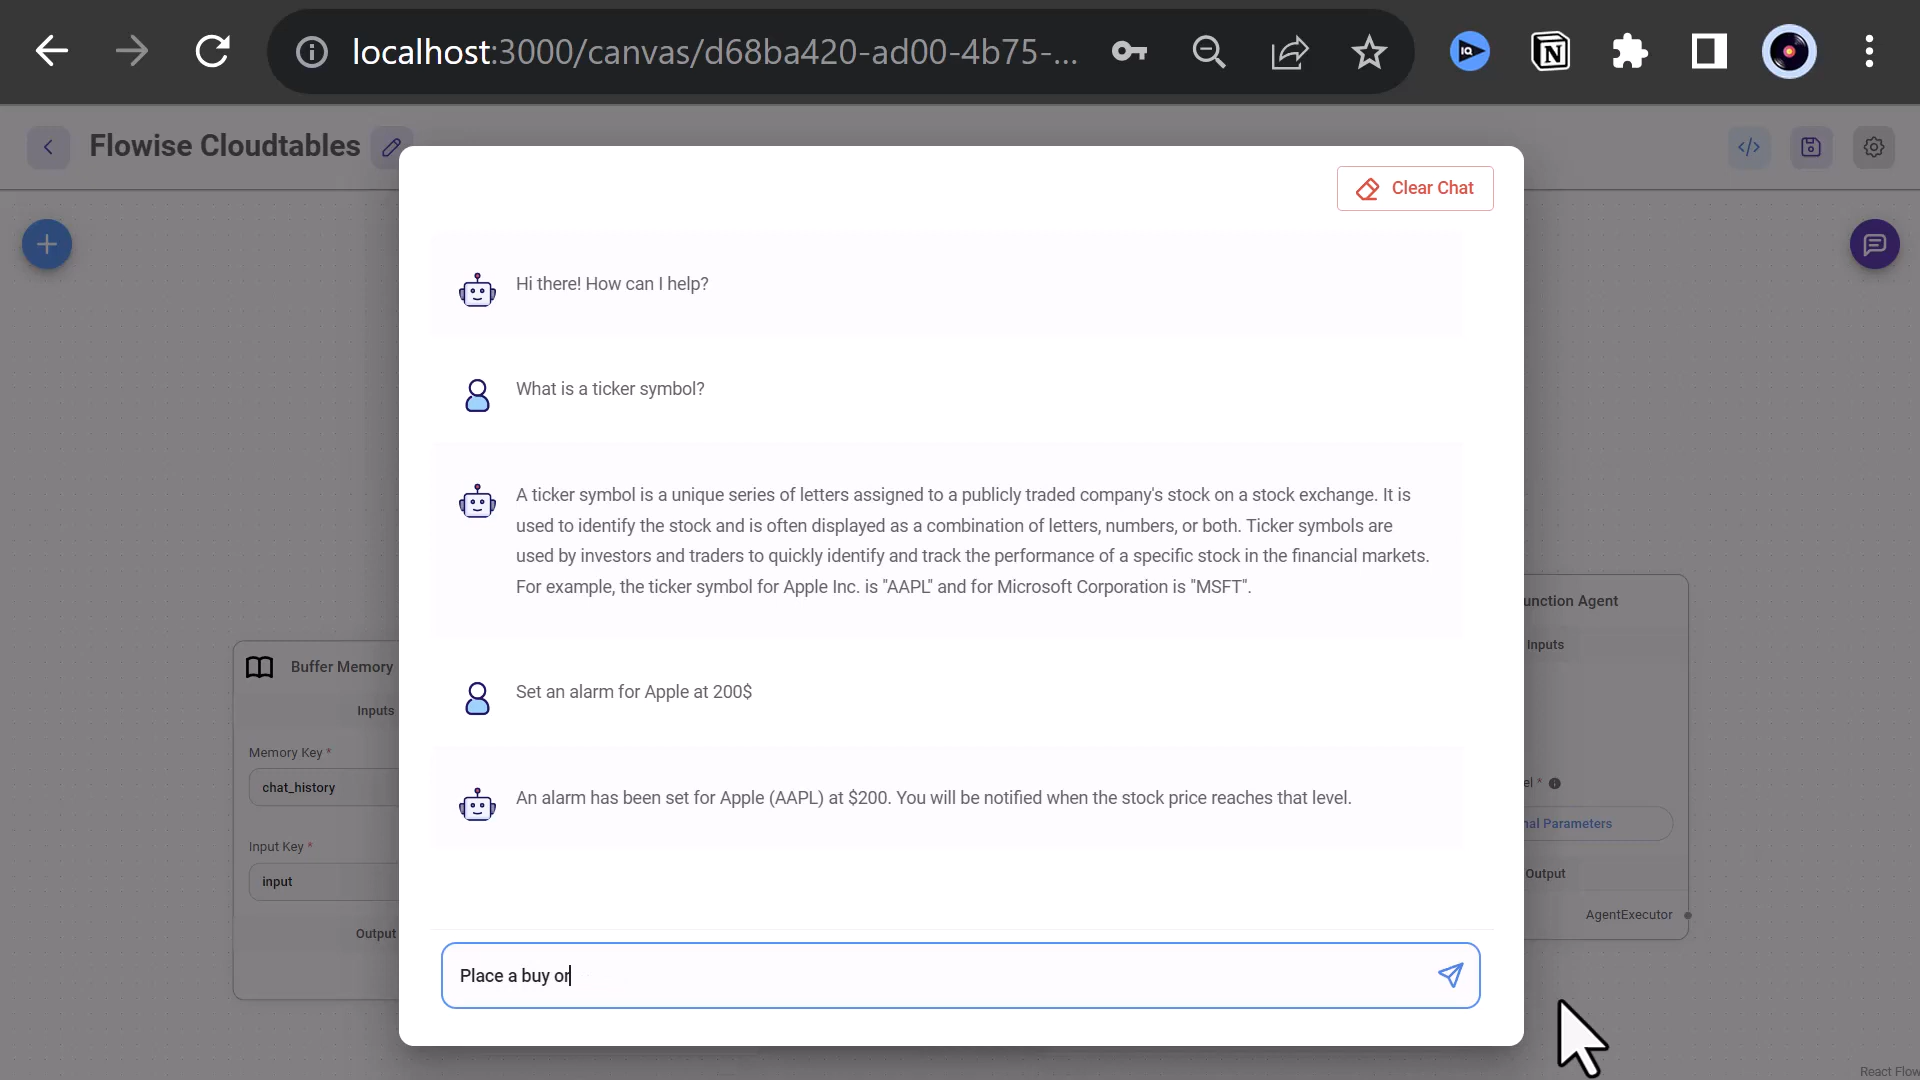 localhost:3000/canvas/d68ba420-ad00-4b75-...
Flowise Cloudtables
Clear Chat
Hi there! How can I help?
What is a ticker symbol?
A ticker symbol is a unique series of letters assigned to a publicly traded company's stock on a stock exchange. It is
used to identify the stock and is often displayed as a combination of letters, numbers, or both. Ticker symbols are
used by investors and traders to quickly identify and track the performance of a specific stock in the financial markets.
For example, the ticker symbol for Apple Inc. is "AAPL" and for Microsoft Corporation is "MSFT".
Set an alarm for Apple at 200$
An alarm has been set for Apple (AAPL) at $200. You will be notified when the stock price reaches that level.
Place a buy or
Buffer Memory
Inputs
Memory Key *
chat_history
Input Key *
input
Output
unction Agent
Inputs
el *
nal Parameters
Output
AgentExecutor
React Flow